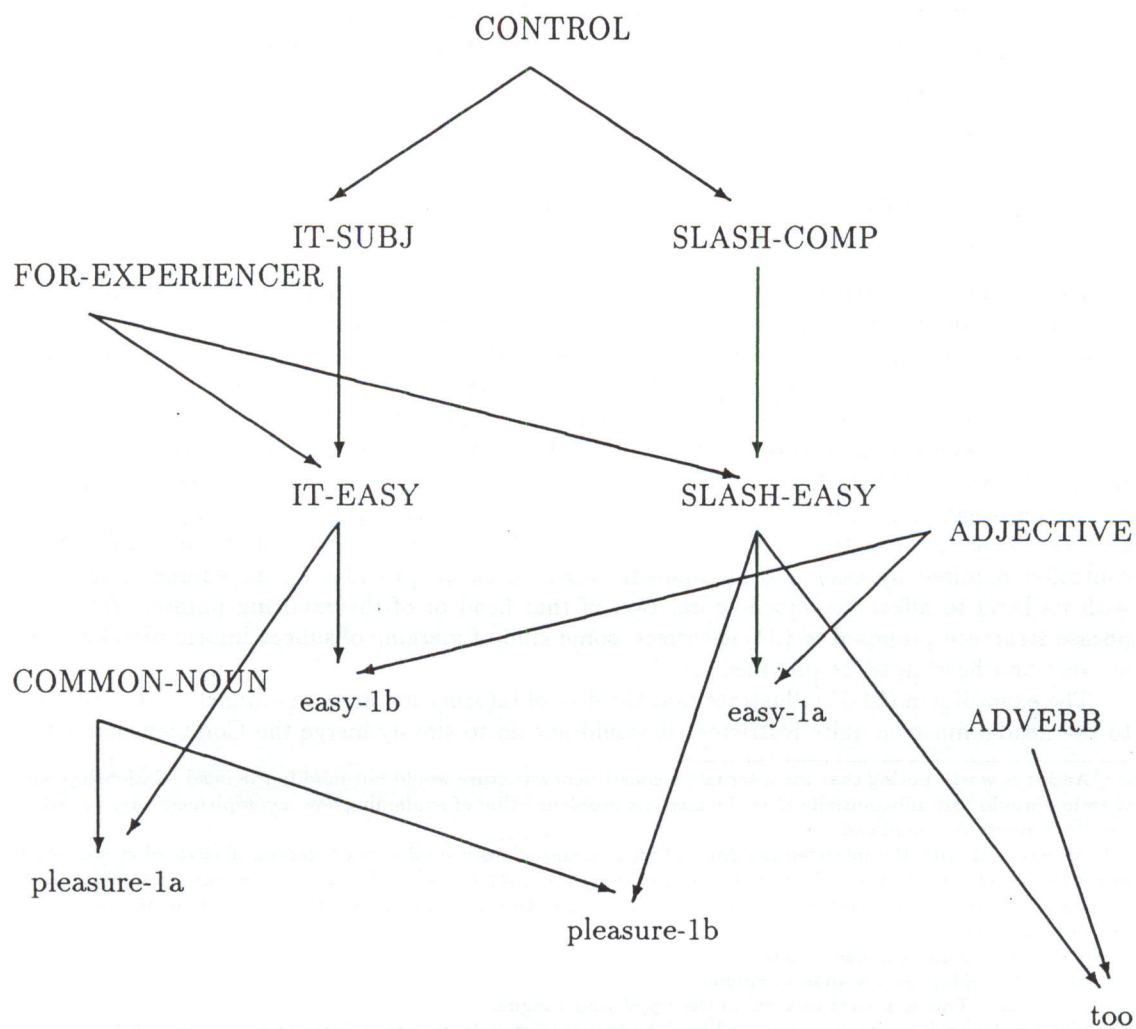 CONTROL
IT-SUBJ
SLASH-COMP
FOR-EXPERIENCER
IT-EASY
SLASH-EASY
ADJECTIVE
COMMON-NOUN
easy-1b
easy-1a
ADVERB
pleasure-1a
pleasure-1b
too